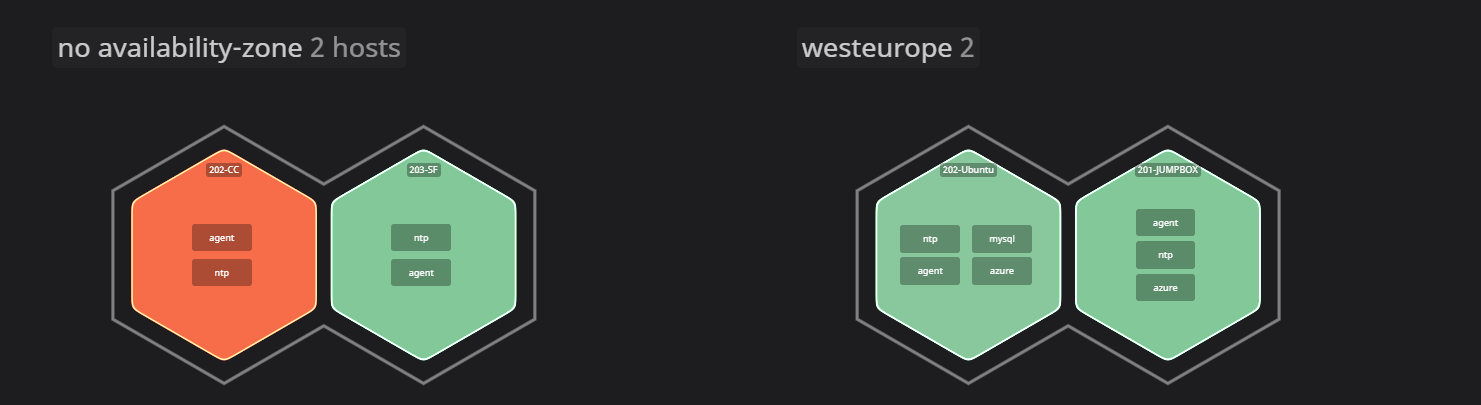 no availability-zone 2 hosts
westeurope 2
202-CC
agent
ntp
203-SF
ntp
agent
202-Ubuntu
ntp mysql
agent azure
201-JUMPBOX
agent
ntp
azure